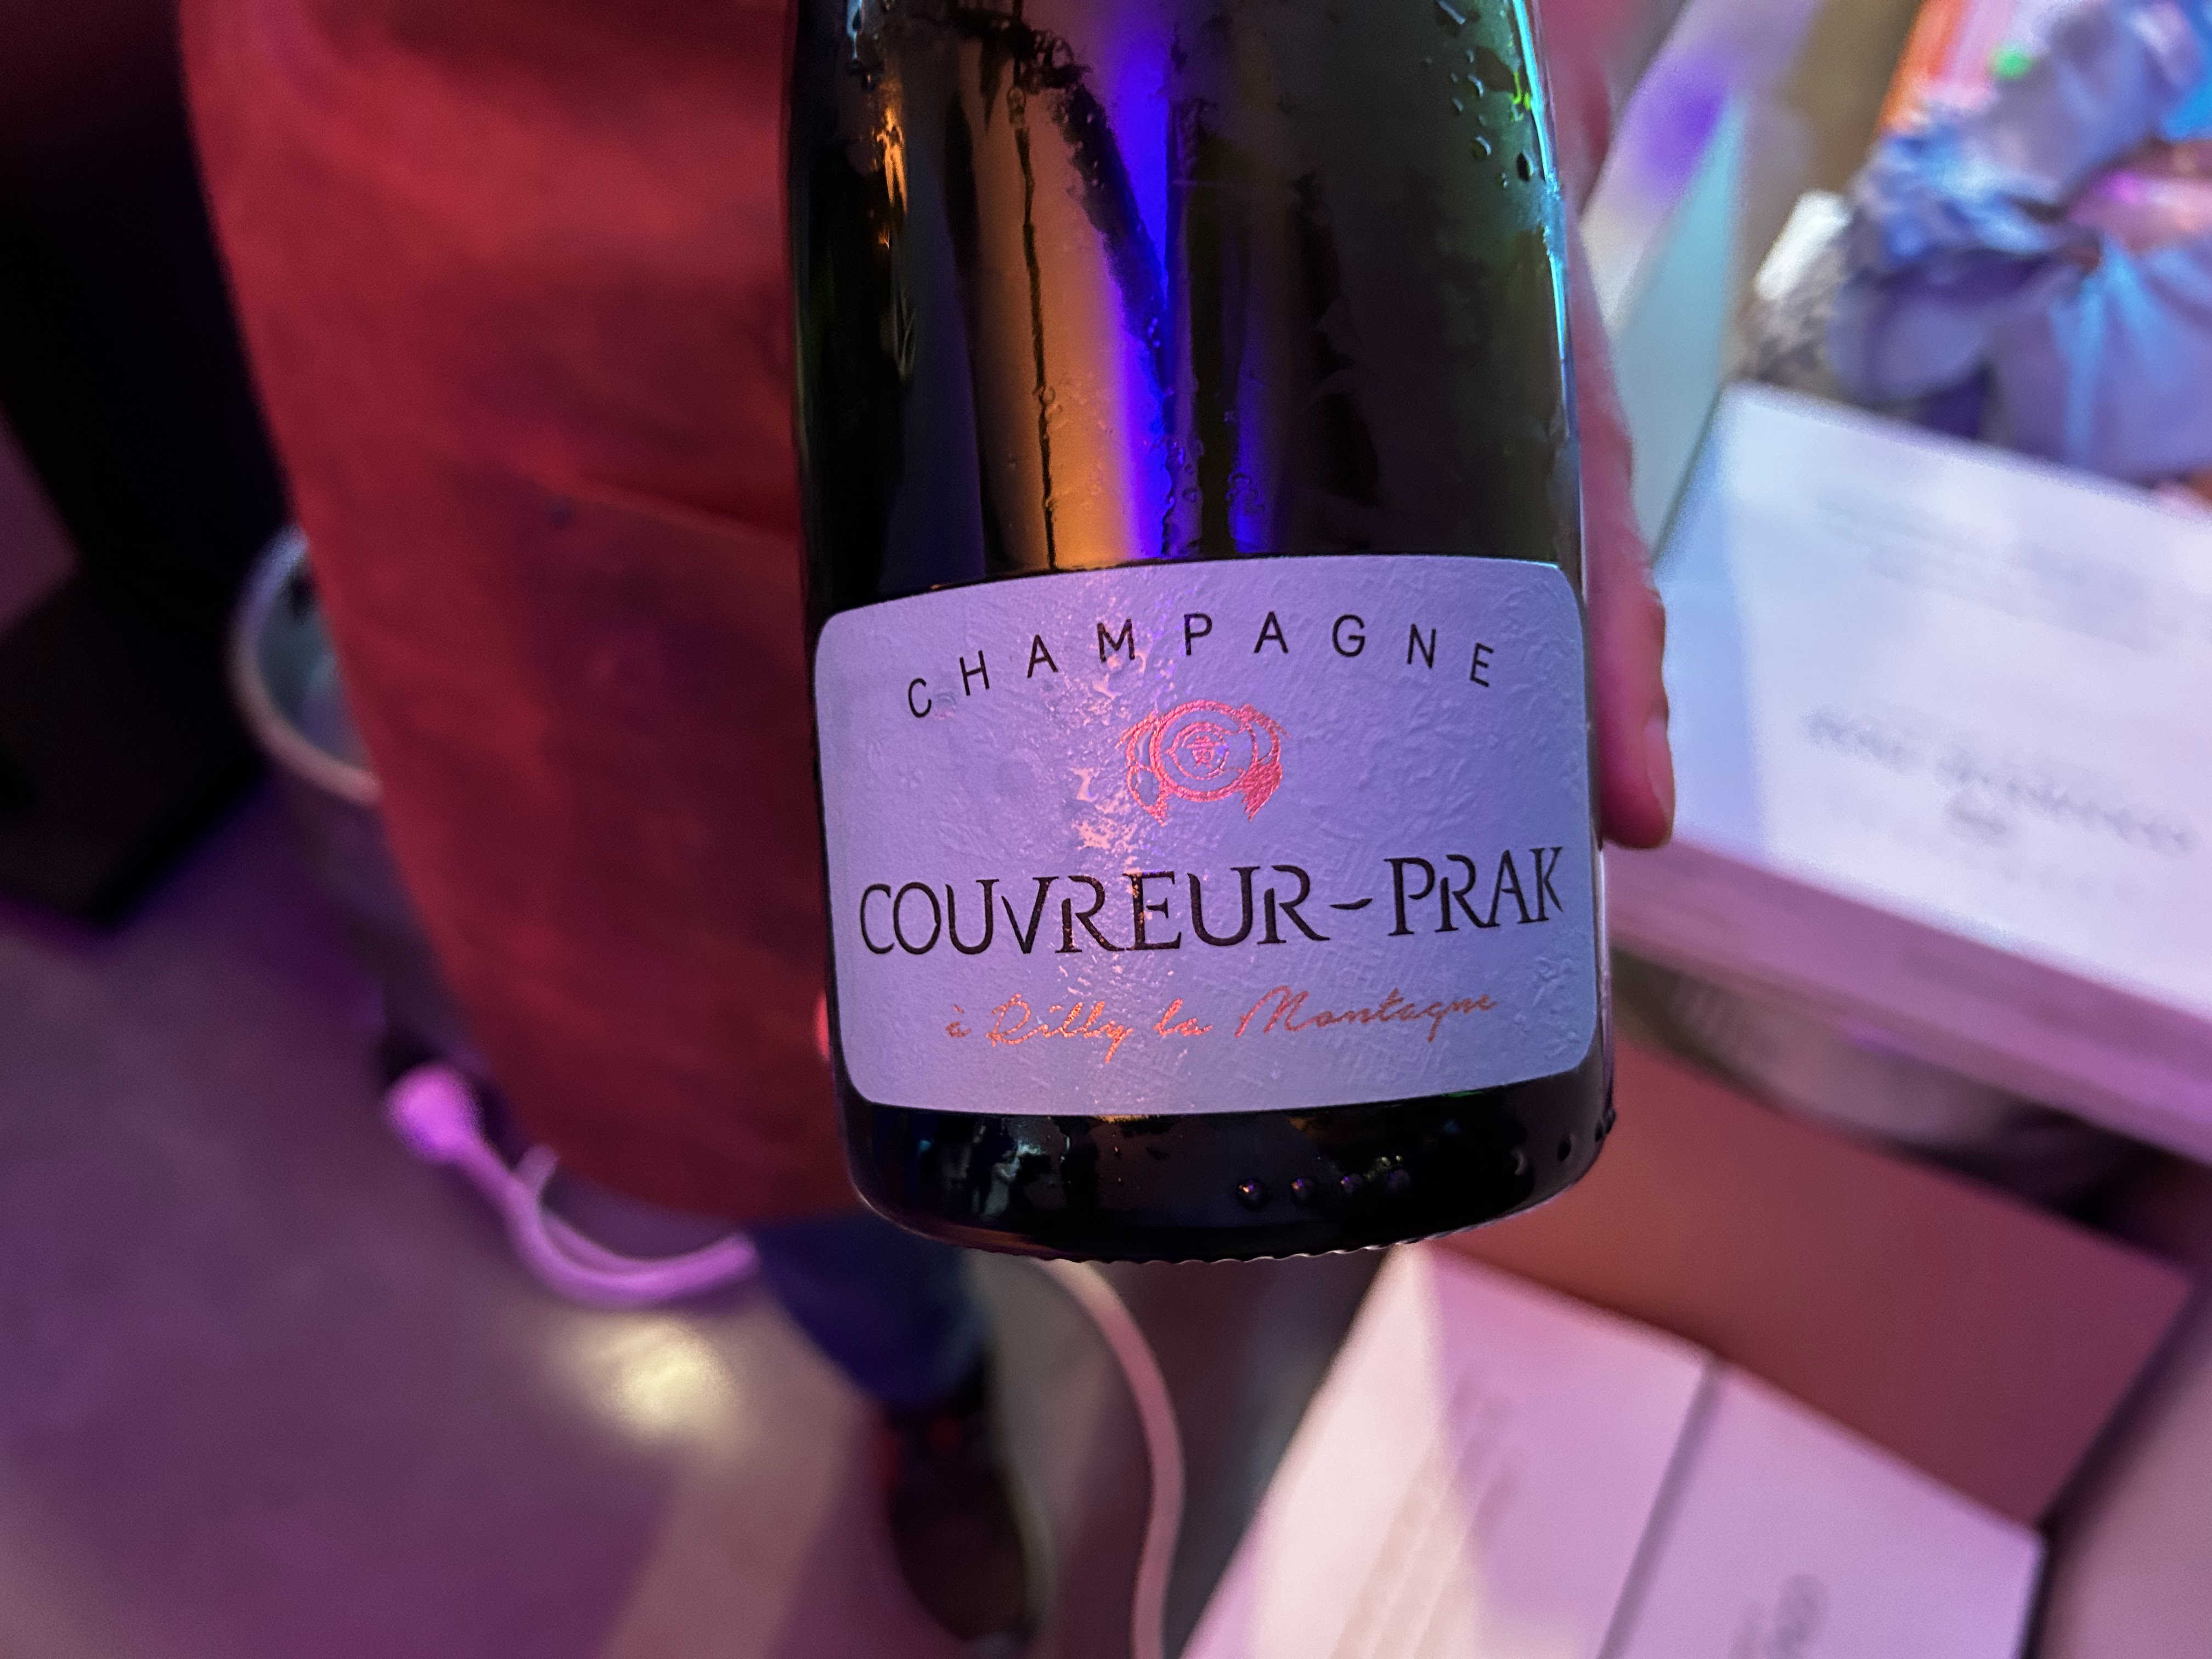 CHAMPAGNE
COUVREUR-PRAK
à Rilly la Montagne